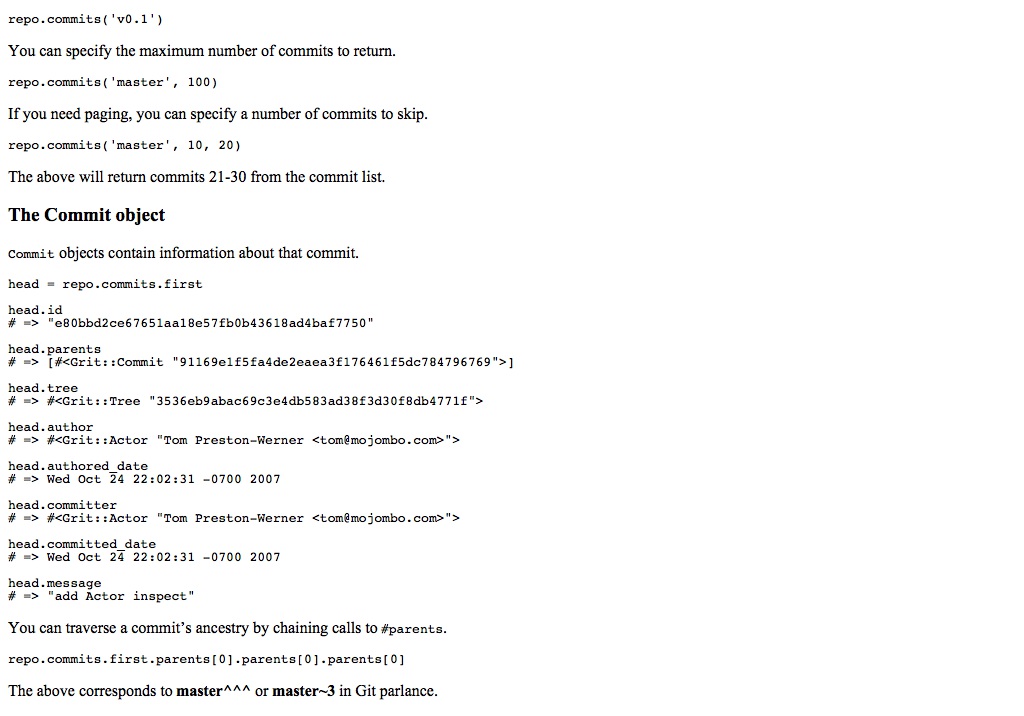 repo.commits('v0.1')
You can specify the maximum number of commits to return.
repo.commits('master', 100)
If you need paging, you can specify a number of commits to skip.
repo.commits('master', 10, 20)
The above will return commits 21-30 from the commit list.
The Commit object
Commit objects contain information about that commit.
head = repo.commits.first
head.id
# => "e80bbd2ce67651aa18e57fb0b43618ad4baf7750"
head.parents
# => [#<Grit::Commit "91169e1f5fa4de2eaea3f176461f5dc784796769">]
head.tree
# => #<Grit::Tree "3536eb9abac69c3e4db583ad38f3d30f8db4771f">
head.author
# => #<Grit::Actor "Tom Preston-Werner <tom@mojombo.com>">
head.authored_date
# => Wed Oct 24 22:02:31 -0700 2007
head.committer
# => #<Grit::Actor "Tom Preston-Werner <tom@mojombo.com>">
head.committed_date
# => Wed Oct 24 22:02:31 -0700 2007
head.message
# => "add Actor inspect"
You can traverse a commit’s ancestry by chaining calls to #parents.
repo.commits.first.parents[0].parents[0].parents[0]
The above corresponds to master^^^ or master~3 in Git parlance.